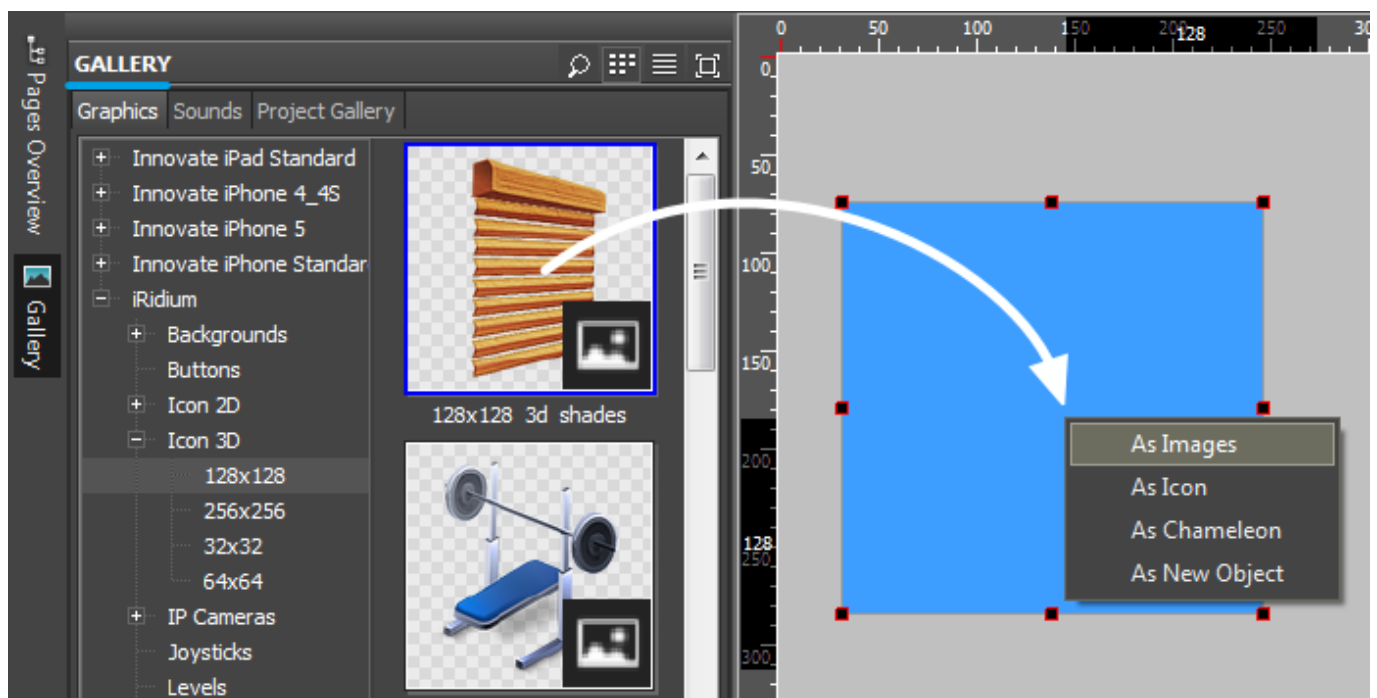 Pages Overview
Gallery
GALLERY
Graphics Sounds Project Gallery
Innovate iPad Standard
Innovate iPhone 4_4S
Innovate iPhone 5
Innovate iPhone Standar
iRidium
Backgrounds
Buttons
Icon 2D
Icon 3D
128x128
256x256
32x32
64x64
IP Cameras
Joysticks
Levels
128x128 3d shades
0 50 100 150 200 128 250 30
0
50
100
150
200
128
250
300
As Images
As Icon
As Chameleon
As New Object